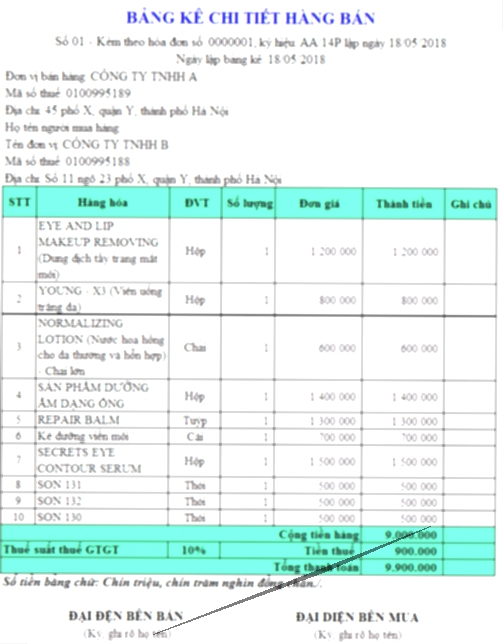 BẢNG KÊ CHI TIẾT HÀNG BÁN
Số 01 - Kèm theo hóa đơn số 0000001, ký hiệu AA 14P lập ngày 18/05/2018
Ngày lập bảng kê 18/05/2018
Đơn vị bán hàng CÔNG TY TNHH A
Mã số thuế 0100995189
Địa chỉ 45 phố X, quận Y, thành phố Hà Nội
Họ tên người mua hàng
Tên đơn vị CÔNG TY TNHH B
Mã số thuế 0100995188
Địa chỉ Số 11 ngõ 23 phố X, quận Y, thành phố Hà Nội
STT Hàng hóa ĐVT Số lượng Đơn giá Thành tiền Ghi chú
1 EYE AND LIP MAKEUP REMOVING (Dung dịch tẩy trang mắt môi) Hộp 1 1 200 000 1 200 000
2 YOUNG - X3 (Viên uống trắng da) Hộp 1 800 000 800 000
3 NORMALIZING LOTION (Nước hoa hồng cho da thường và hỗn hợp) - Chai lớn Chai 1 600 000 600 000
4 SẢN PHẨM DƯỠNG ẨM DẠNG ỐNG Hộp 1 1 400 000 1 400 000
5 REPAIR BALM Tuýp 1 1 300 000 1 300 000
6 Kẻ đường viền môi Cái 1 700 000 700 000
7 SECRETS EYE CONTOUR SERUM Hộp 1 1 500 000 1 500 000
8 SON 131 Thỏi 1 500 000 500 000
9 SON 132 Thỏi 1 500 000 500 000
10 SON 130 Thỏi 1 500 000 500 000
Cộng tiền hàng 9.000.000
Thuế suất thuế GTGT 10% Tiền thuế 900.000
Tổng thanh toán 9.900.000
Số tiền bằng chữ: Chín triệu, chín trăm nghìn đồng chẵn./.
ĐẠI DIỆN BÊN BÁN ĐẠI DIỆN BÊN MUA
(Ký, ghi rõ họ tên) (Ký, ghi rõ họ tên)